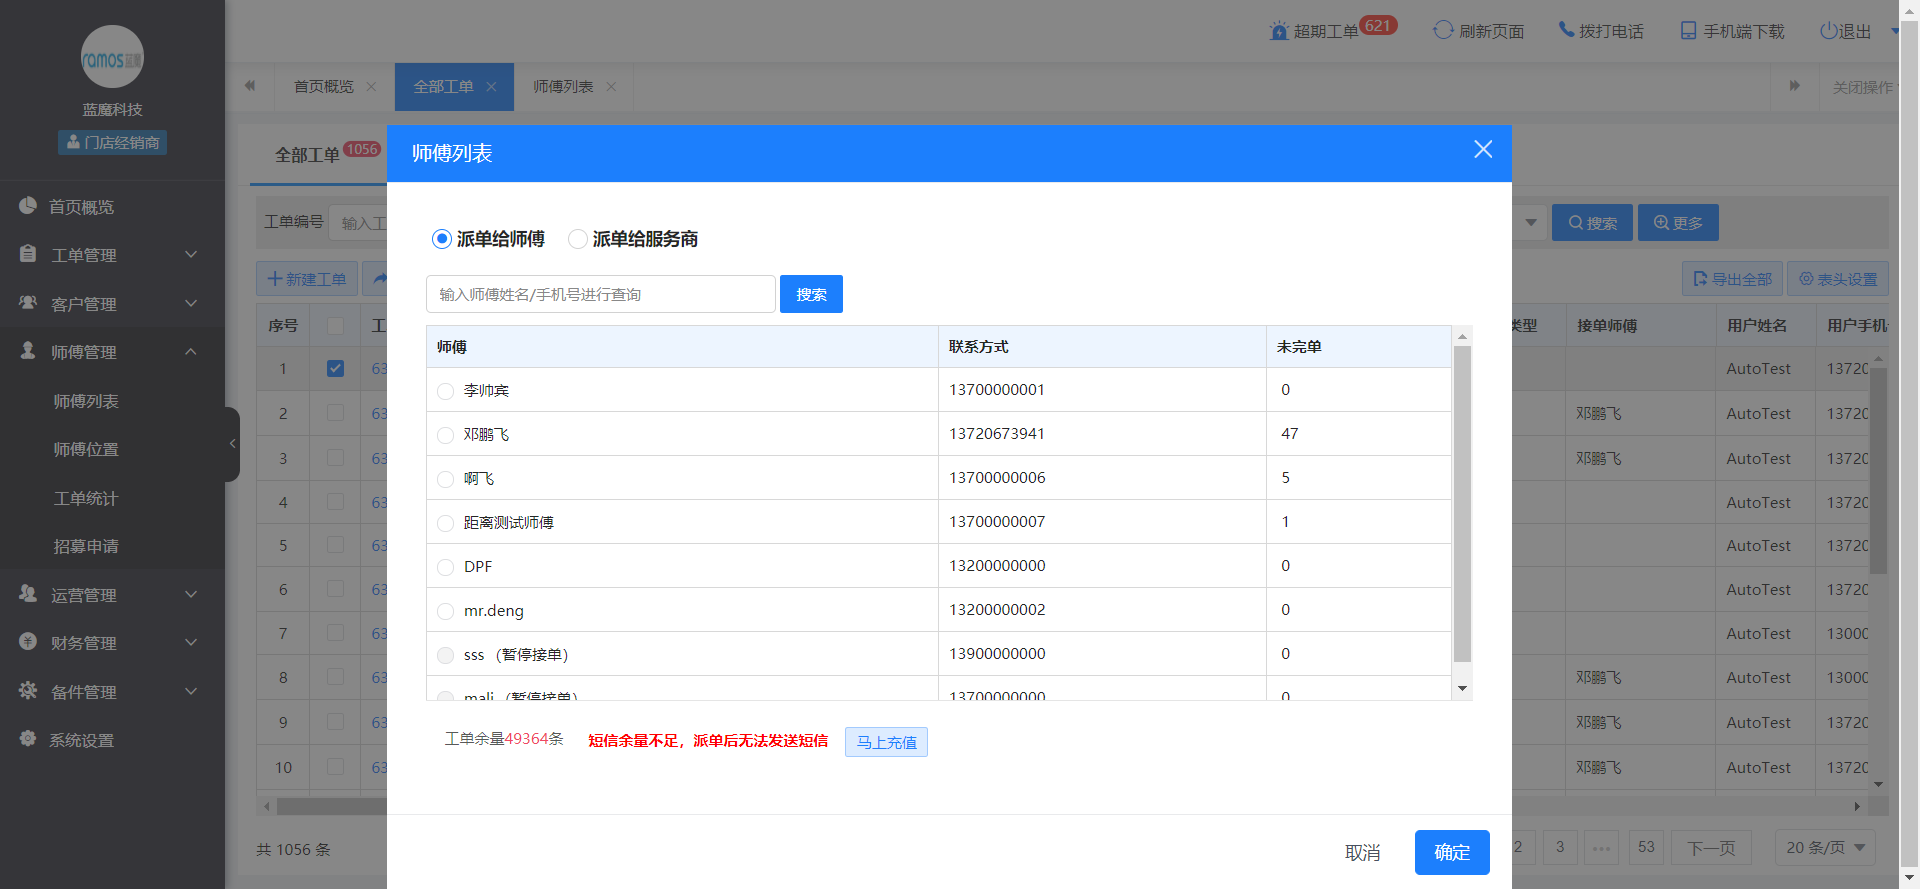 ramos蓝魔
蓝魔科技
门店经销商
首页概览
工单管理
客户管理
师傅管理
师傅列表
师傅位置
工单统计
招募申请
运营管理
财务管理
备件管理
系统设置
超期工单 621 刷新页面 拨打电话 手机端下载 退出
首页概览 全部工单 师傅列表 关闭操作
全部工单 1056
工单编号 输入工 搜索 更多
新建工单 导出全部 表头设置
序号 工 类型 接单师傅 用户姓名 用户手机
1 63 AutoTest 1372
2 63 邓鹏飞 AutoTest 1372
3 63 邓鹏飞 AutoTest 1372
4 63 AutoTest 1372
5 63 AutoTest 1372
6 63 AutoTest 1372
7 63 AutoTest 1300
8 63 邓鹏飞 AutoTest 1300
9 63 邓鹏飞 AutoTest 1372
10 63 邓鹏飞 AutoTest 1372
共 1056 条 2 3 ••• 53 下一页 20 条/页
师傅列表
派单给师傅 派单给服务商
输入师傅姓名/手机号进行查询 搜索
师傅 联系方式 未完单
李帅宾 13700000001 0
邓鹏飞 13720673941 47
啊飞 13700000006 5
距离测试师傅 13700000007 1
DPF 13200000000 0
mr.deng 13200000002 0
sss （暂停接单） 13900000000 0
mali （暂停接单） 13700000000 0
工单余量49364条 短信余量不足，派单后无法发送短信 马上充值
取消 确定